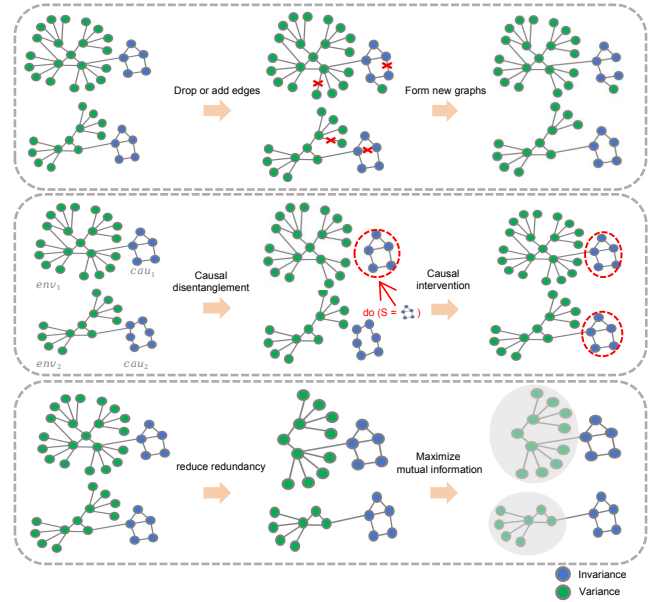 Drop or add edges
Form new graphs
env₁
cau₁
Causal
disentanglement
Causal
intervention
do (S = )
env₂
cau₂
reduce redundancy
Maximize
mutual information
Invariance
Variance